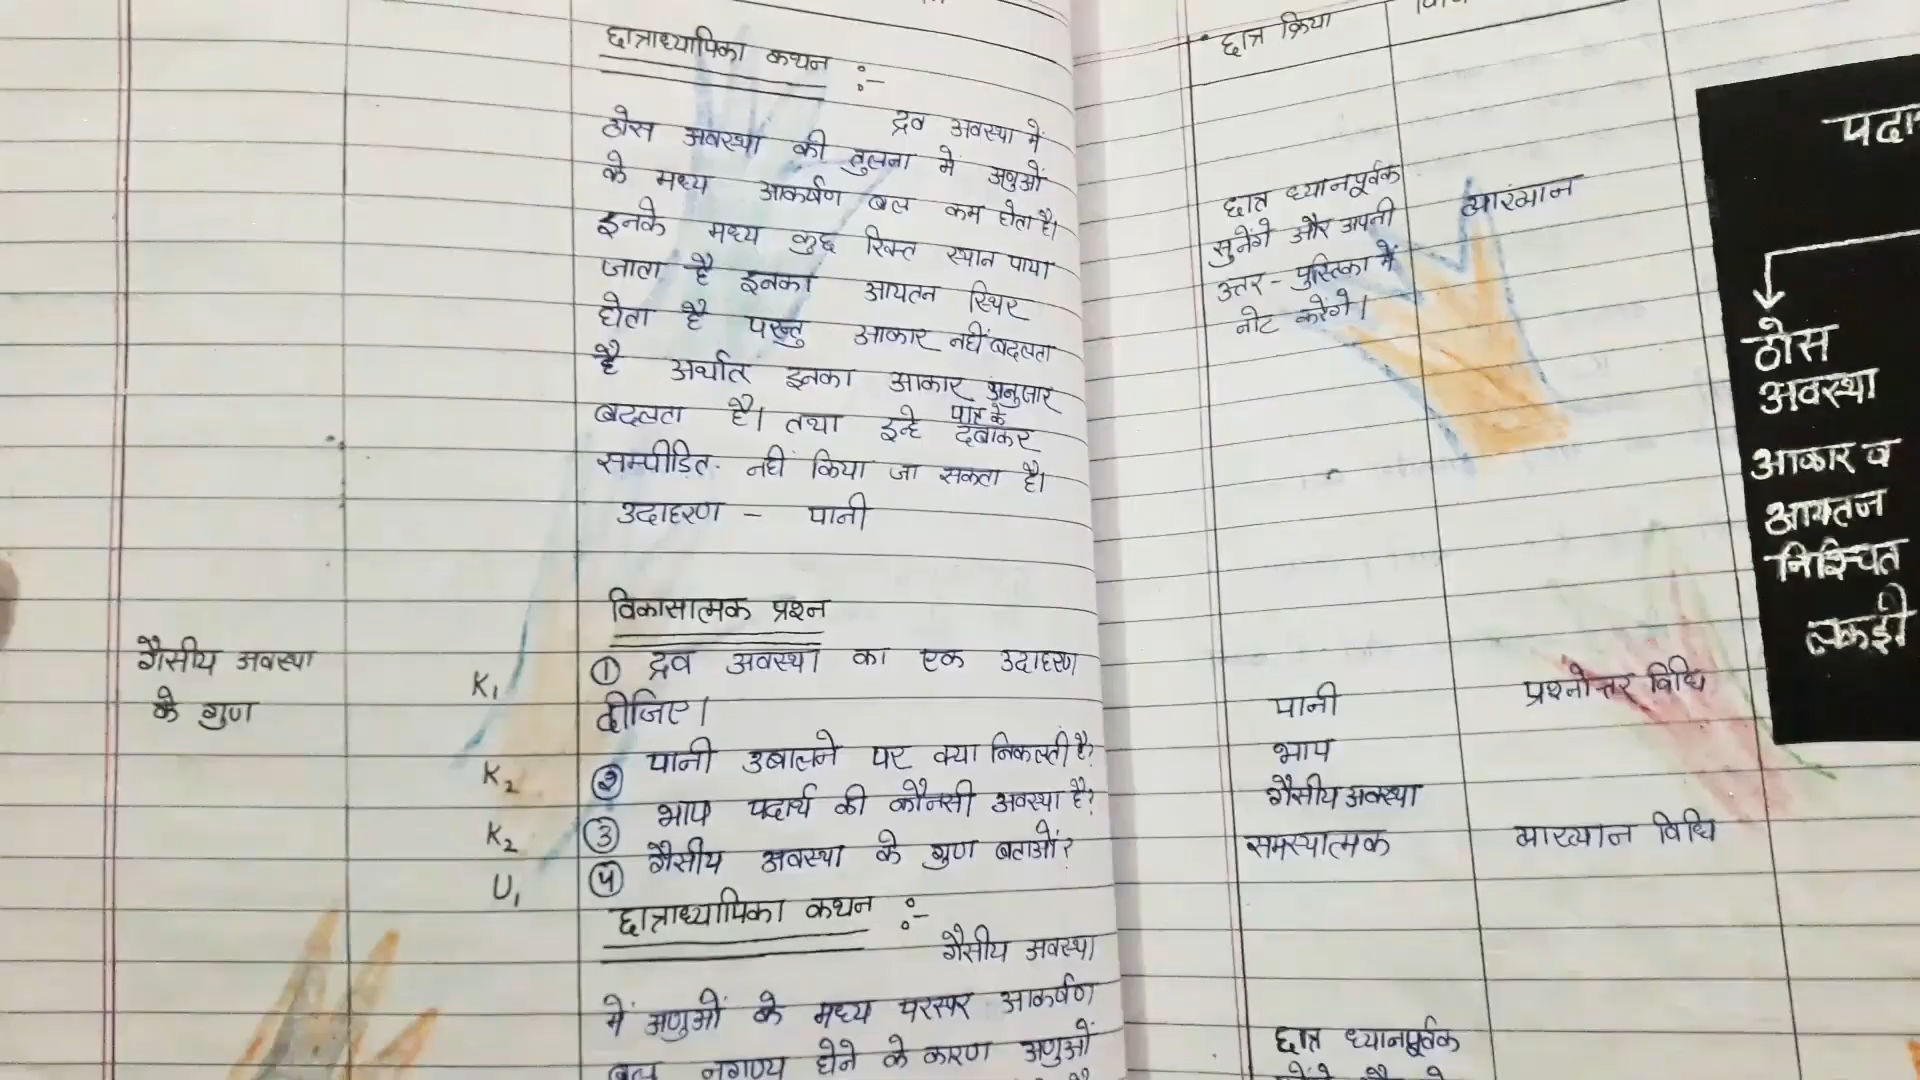 छात्राध्यापिका कथन :-
द्रव अवस्था में
ठोस अवस्था की तुलना में अणुओं
के मध्य आकर्षण बल कम होता है।
इनके मध्य कुछ रिक्त स्थान पाया
जाता है इनका आयतन स्थिर
होता है परन्तु आकार नहीं बदलता
है अर्थात इनका आकार अनुसार
पात्र के
बदलता है। तथा इन्हे दबाकर
सम्पीडित नहीं किया जा सकता है।
उदाहरण - पानी
विकासात्मक प्रश्न
गैसीय अवस्था
के गुण
K1 ① द्रव अवस्था का एक उदाहरण
दीजिए।
K2 ② पानी उबालने पर क्या निकलती है?
K2 ③ भाप पदार्थ की कौनसी अवस्था है?
U1 ④ गैसीय अवस्था के गुण बताओं?
छात्राध्यापिका कथन :-
गैसीय अवस्था
में अणुओं के मध्य परस्पर आकर्षण
बल नगण्य होने के कारण अणुओं
छात्र क्रिया
छात्र ध्यानपूर्वक
सुनेंगे और अपनी
उत्तर - पुस्तिका में
नोट करेंगे।
व्याख्यान
पानी
प्रश्नोत्तर विधि
भाप
गैसीय अवस्था
समस्यात्मक
व्याख्यान विधि
छात्र ध्यानपूर्वक
ठोस
अवस्था
आकार व
आयतन
निश्चित
लकड़ी